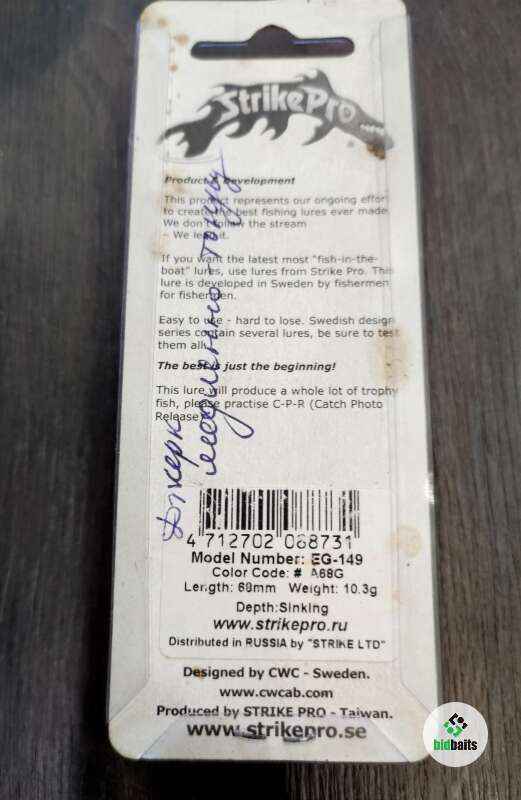 StrikePro
Product & Development
This product represents our ongoing effort
to create the best fishing lures ever made.
We don't follow the stream
– We lead it.
If you want the latest most "fish-in-the-
boat" lures, use lures from Strike Pro. This
lure is developed in Sweden by fishermen
for fishermen.
Easy to use - hard to lose. Swedish design
series contain several lures, be sure to test
them all.
The best is just the beginning!
This lure will produce a whole lot of trophy
fish, please practise C-P-R (Catch Photo
Release)
Джерк
медленно-тонущ
4 712702 068731
Model Number: EG-149
Color Code: # A68G
Length: 68mm Weight: 10.3g
Depth:Sinking
www.strikepro.ru
Distributed in RUSSIA by "STRIKE LTD"
Designed by CWC - Sweden.
www.cwcab.com
Produced by STRIKE PRO - Taiwan.
www.strikepro.se
bidbaits